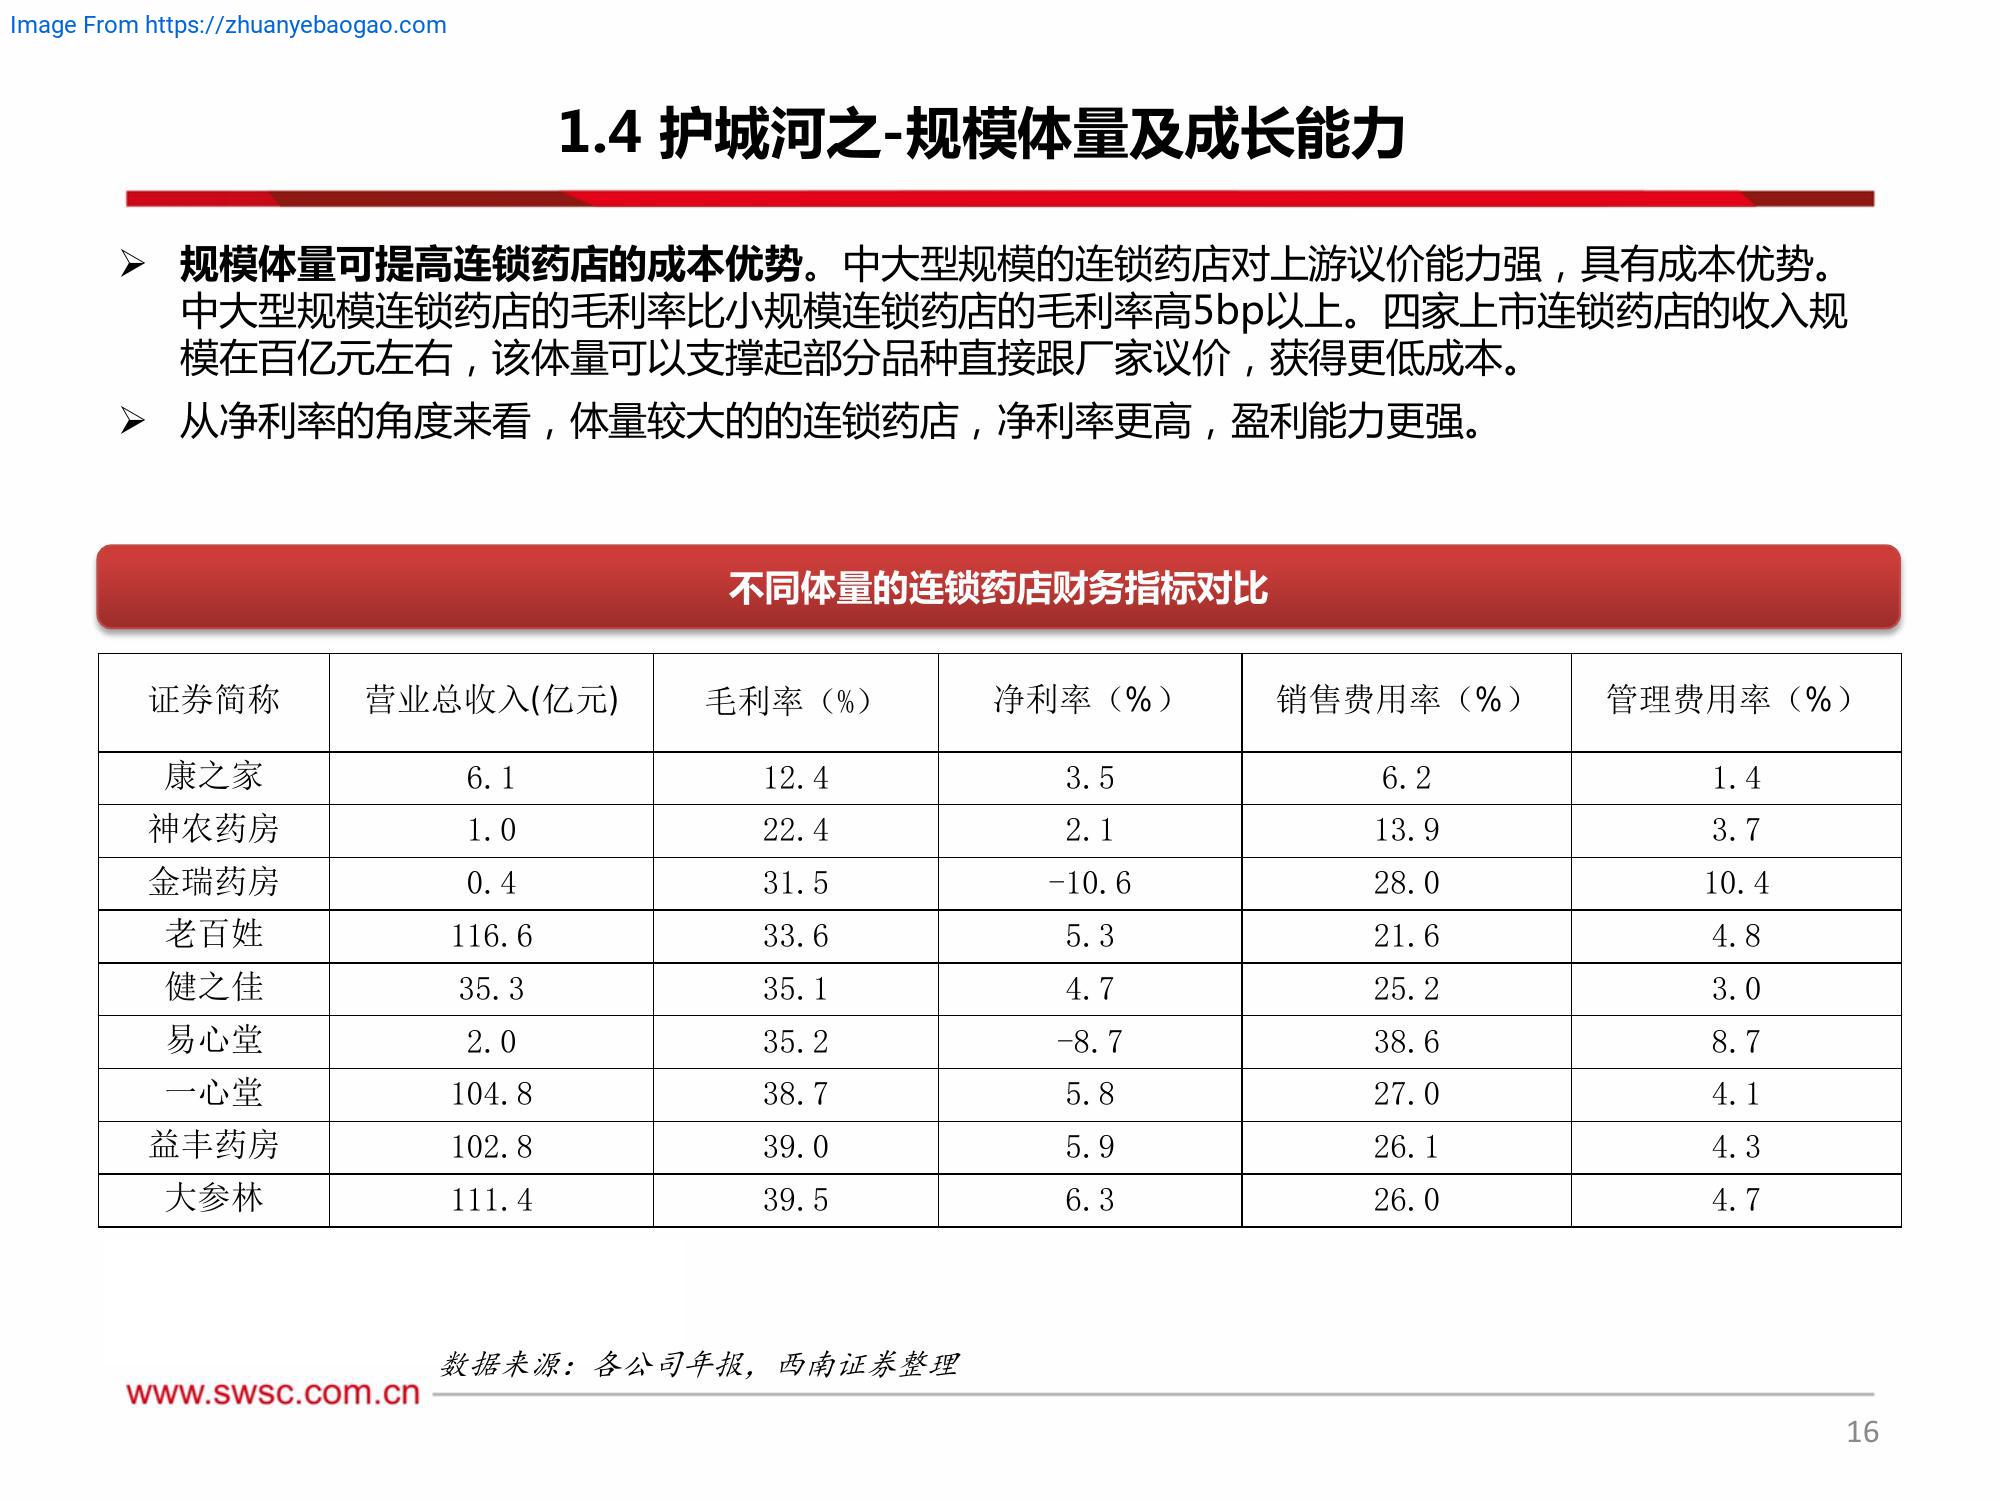 Image From https://zhuanyebaogao.com
1.4 护城河之-规模体量及成长能力
➢ 规模体量可提高连锁药店的成本优势。中大型规模的连锁药店对上游议价能力强，具有成本优势。
中大型规模连锁药店的毛利率比小规模连锁药店的毛利率高5bp以上。四家上市连锁药店的收入规
模在百亿元左右，该体量可以支撑起部分品种直接跟厂家议价，获得更低成本。
➢ 从净利率的角度来看，体量较大的的连锁药店，净利率更高，盈利能力更强。
不同体量的连锁药店财务指标对比
证券简称 营业总收入(亿元) 毛利率（%） 净利率（%） 销售费用率（%） 管理费用率（%）
康之家 6.1 12.4 3.5 6.2 1.4
神农药房 1.0 22.4 2.1 13.9 3.7
金瑞药房 0.4 31.5 -10.6 28.0 10.4
老百姓 116.6 33.6 5.3 21.6 4.8
健之佳 35.3 35.1 4.7 25.2 3.0
易心堂 2.0 35.2 -8.7 38.6 8.7
一心堂 104.8 38.7 5.8 27.0 4.1
益丰药房 102.8 39.0 5.9 26.1 4.3
大参林 111.4 39.5 6.3 26.0 4.7
数据来源：各公司年报，西南证券整理
www.swsc.com.cn
16